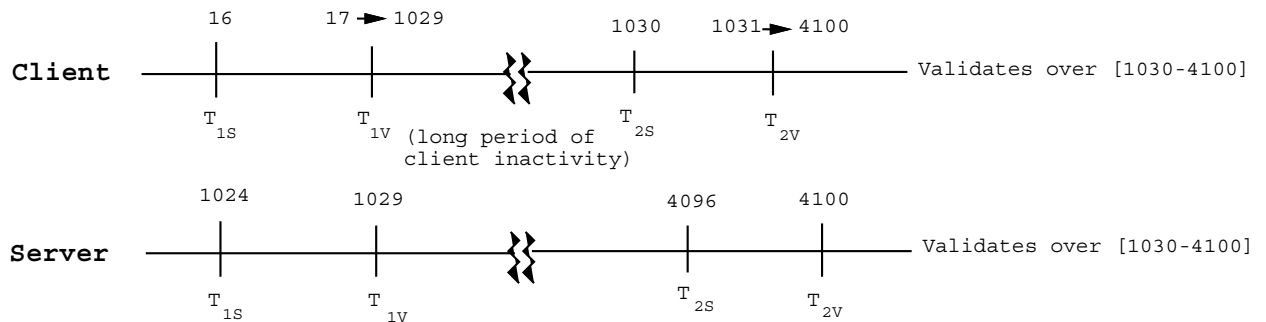 16 17 1029 1030 1031 4100
Client Validates over [1030-4100]
T1S T1V T2S T2V
(long period of
client inactivity)
1024 1029 4096 4100
Server Validates over [1030-4100]
T1S T1V T2S T2V